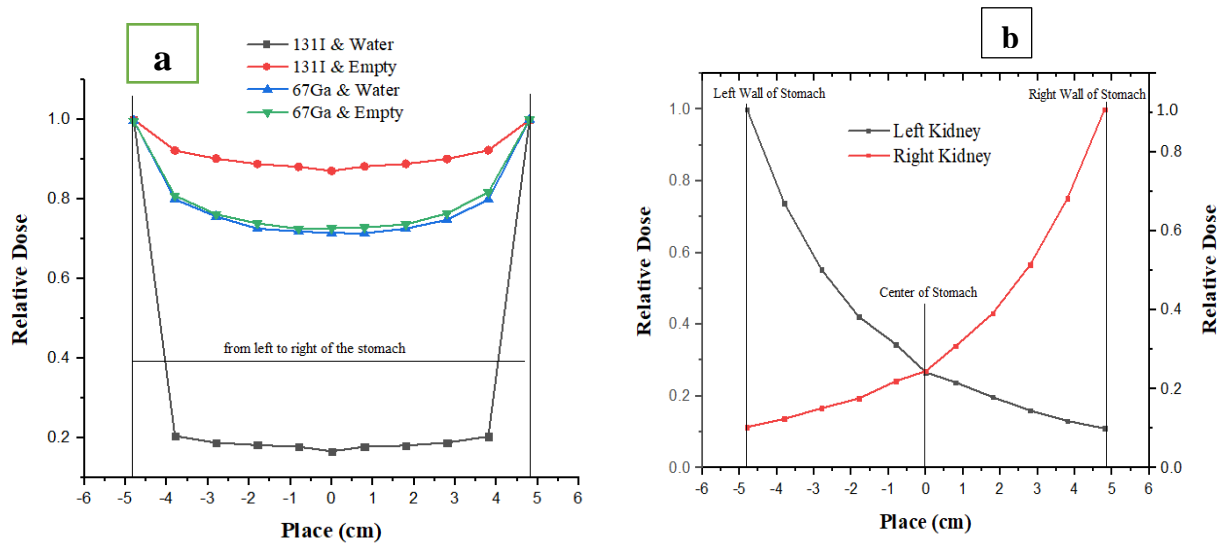 a
131I & Water
131I & Empty
67Ga & Water
67Ga & Empty
1.0
0.8
0.6
0.4
0.2
Relative Dose
from left to right of the stomach
-6 -5 -4 -3 -2 -1 0 1 2 3 4 5 6
Place (cm)
b
Left Wall of Stomach
Right Wall of Stomach
Left Kidney
Right Kidney
Center of Stomach
1.0
0.8
0.6
0.4
0.2
0.0
Relative Dose
1.0
0.8
0.6
0.4
0.2
0.0
Relative Dose
-6 -5 -4 -3 -2 -1 0 1 2 3 4 5 6
Place (cm)